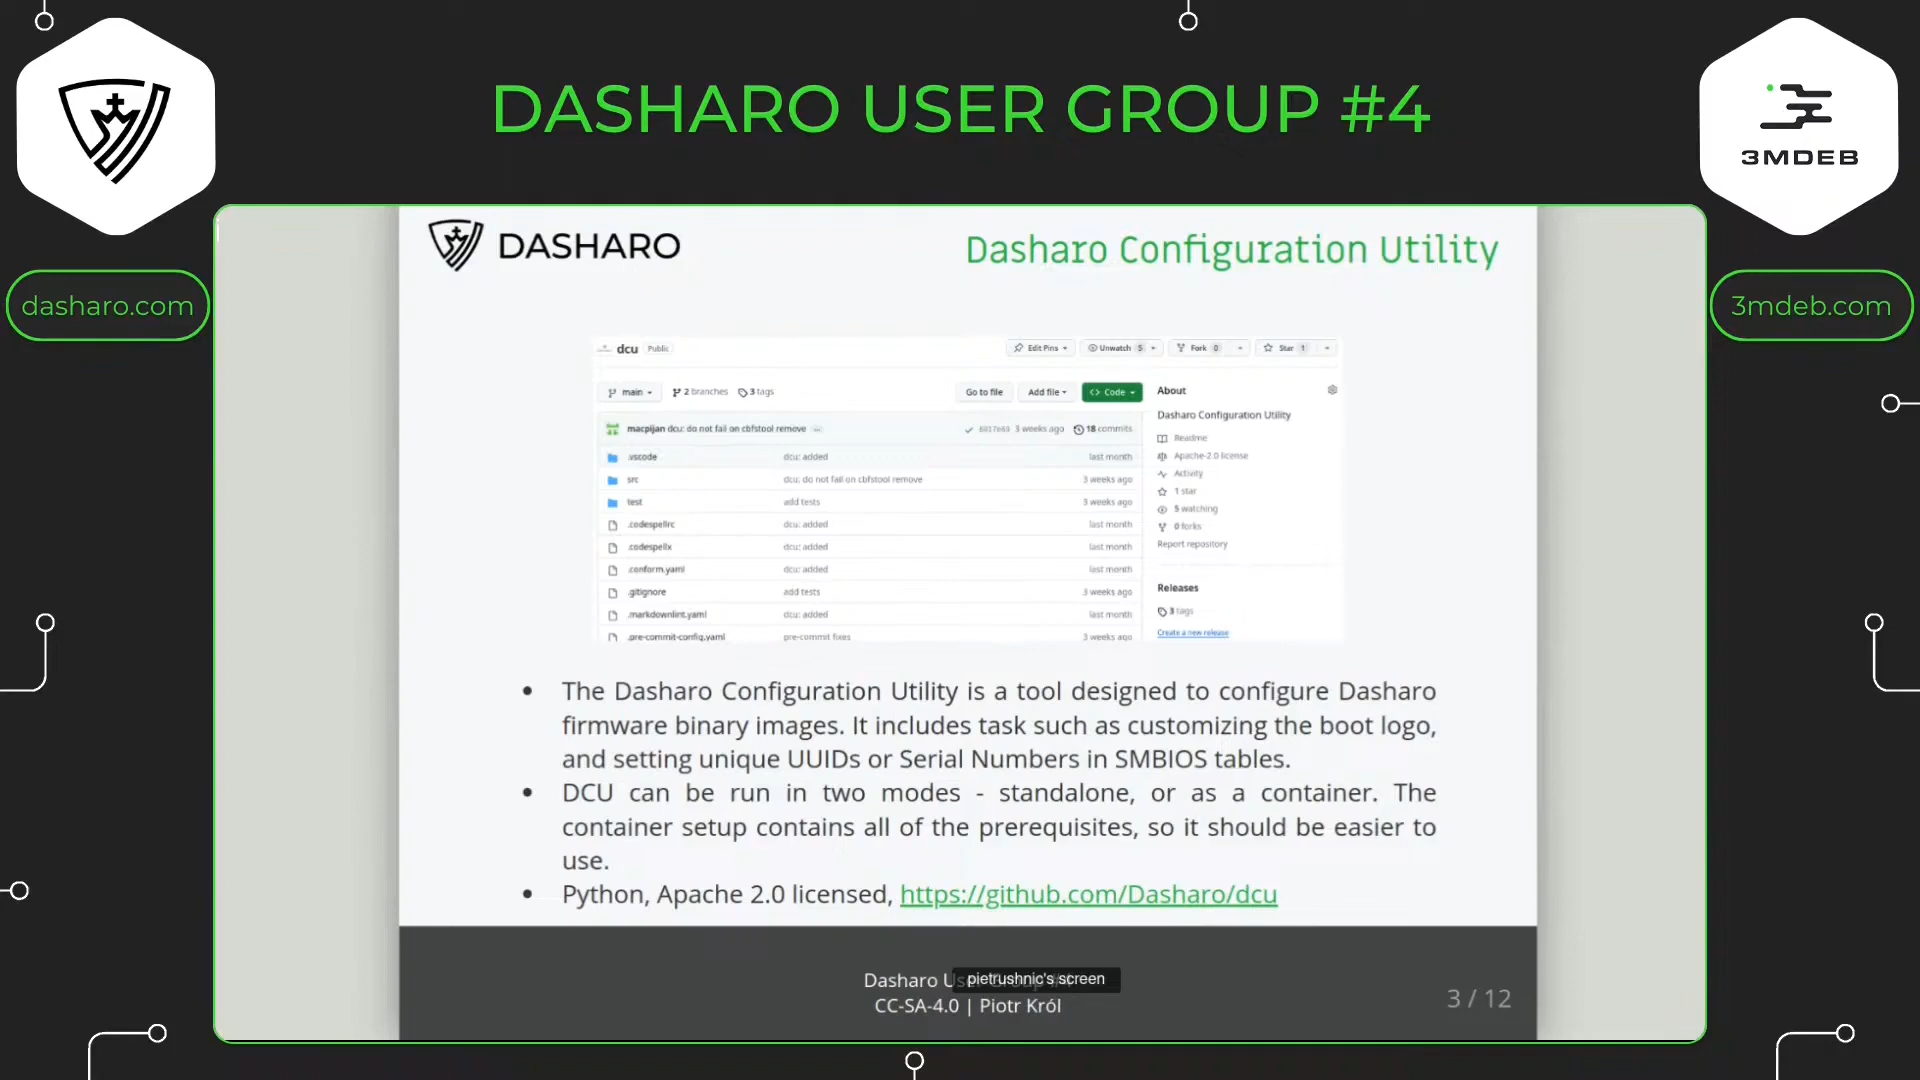 DASHARO USER GROUP #4
3MDEB
dasharo.com
3mdeb.com
DASHARO
Dasharo Configuration Utility
dcu Public
Edit Pins
Unwatch 5
Fork 0
Star 1
main
2 branches
3 tags
Go to file
Add file
<> Code
macpijan dcu: do not fail on cbfstool remove
3 weeks ago
18 commits
.vscode dcu: added last month
src dcu: do not fail on cbfstool remove 3 weeks ago
test add tests 3 weeks ago
.codespellrc dcu: added last month
.codespellx dcu: added last month
.conform.yaml dcu: added last month
.gitignore add tests 3 weeks ago
.markdownlint.yaml dcu: added last month
.pre-commit-config.yaml pre-commit fixes 3 weeks ago
About
Dasharo Configuration Utility
Readme
Apache-2.0 license
Activity
1 star
5 watching
0 forks
Report repository
Releases
3 tags
Create a new release
• The Dasharo Configuration Utility is a tool designed to configure Dasharo
firmware binary images. It includes task such as customizing the boot logo,
and setting unique UUIDs or Serial Numbers in SMBIOS tables.
• DCU can be run in two modes - standalone, or as a container. The
container setup contains all of the prerequisites, so it should be easier to
use.
• Python, Apache 2.0 licensed, https://github.com/Dasharo/dcu
Dasharo
pietrushnic's screen
CC-SA-4.0 | Piotr Król
3 / 12